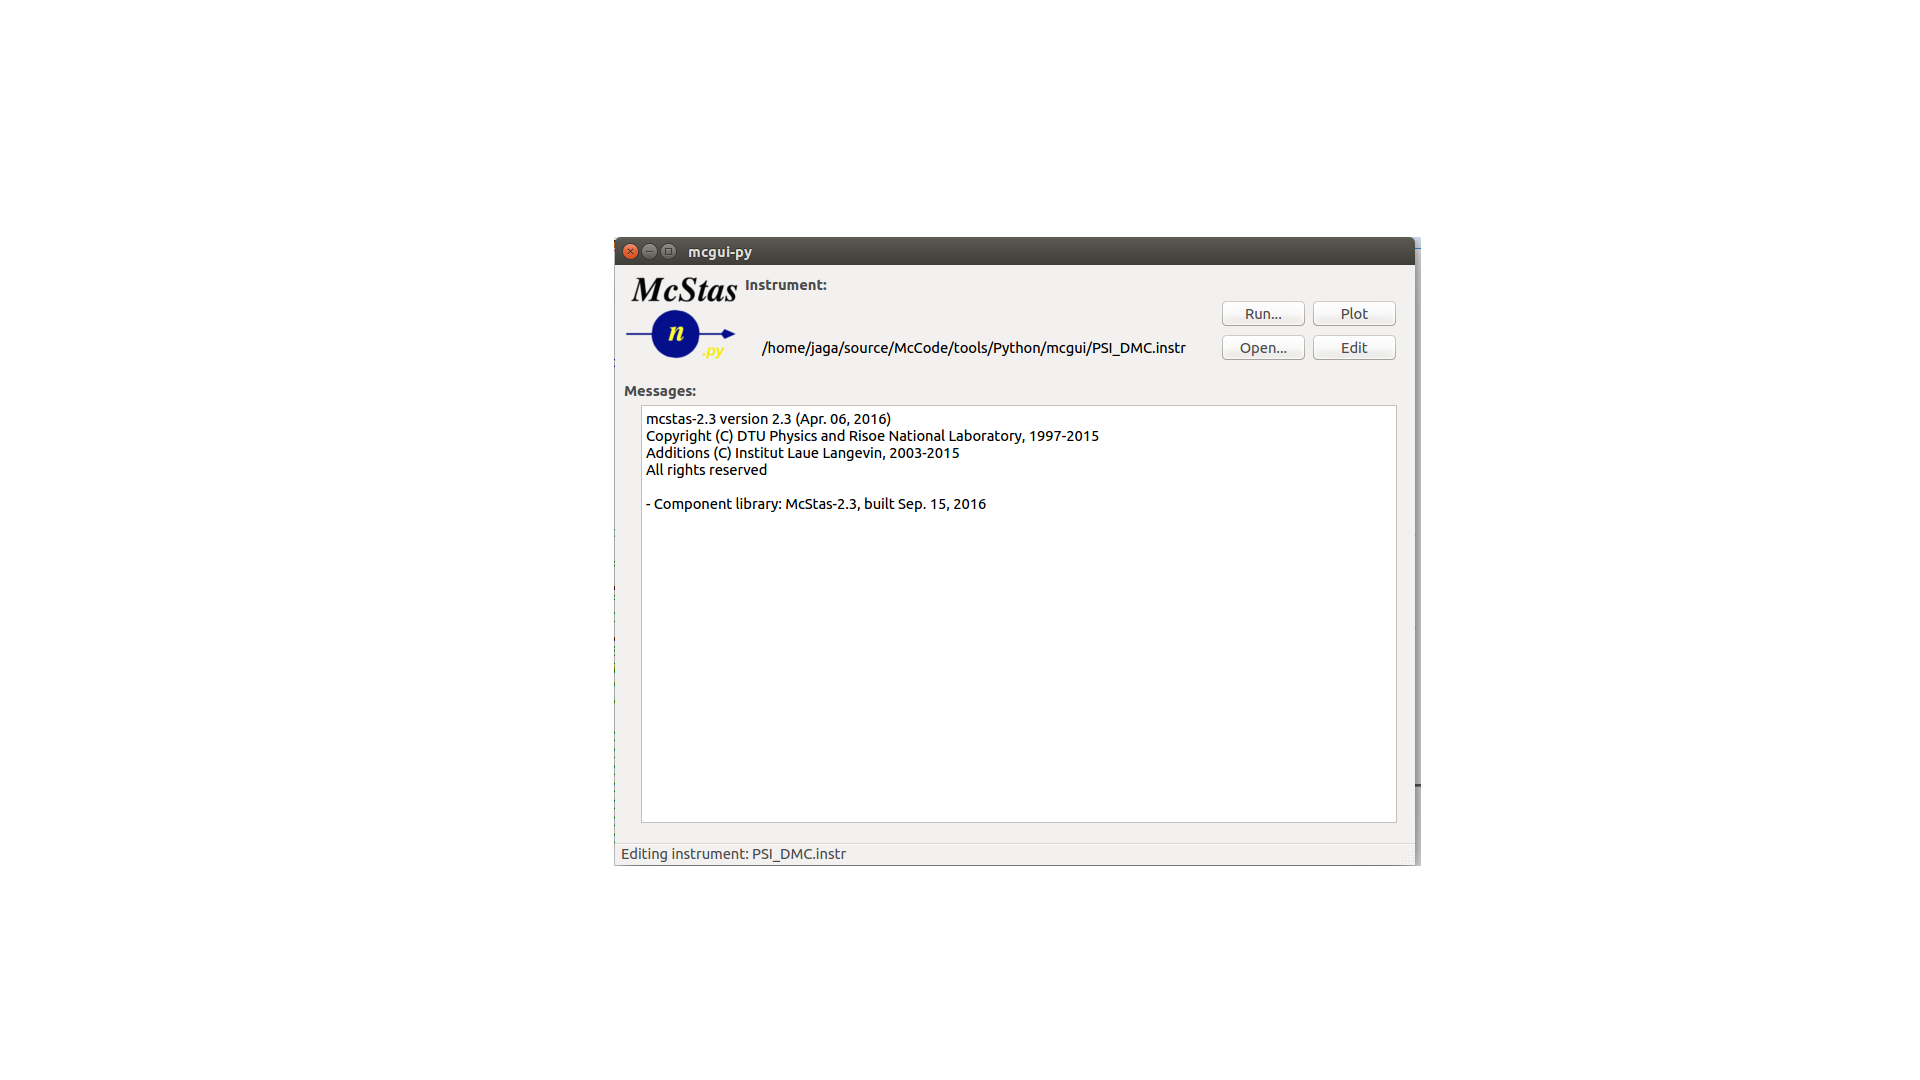 mcgui-py
McStas
n
.py
Instrument:
Run...
Plot
/home/jaga/source/McCode/tools/Python/mcgui/PSI_DMC.instr
Open...
Edit
Messages:
mcstas-2.3 version 2.3 (Apr. 06, 2016)
Copyright (C) DTU Physics and Risoe National Laboratory, 1997-2015
Additions (C) Institut Laue Langevin, 2003-2015
All rights reserved
- Component library: McStas-2.3, built Sep. 15, 2016
Editing instrument: PSI_DMC.instr